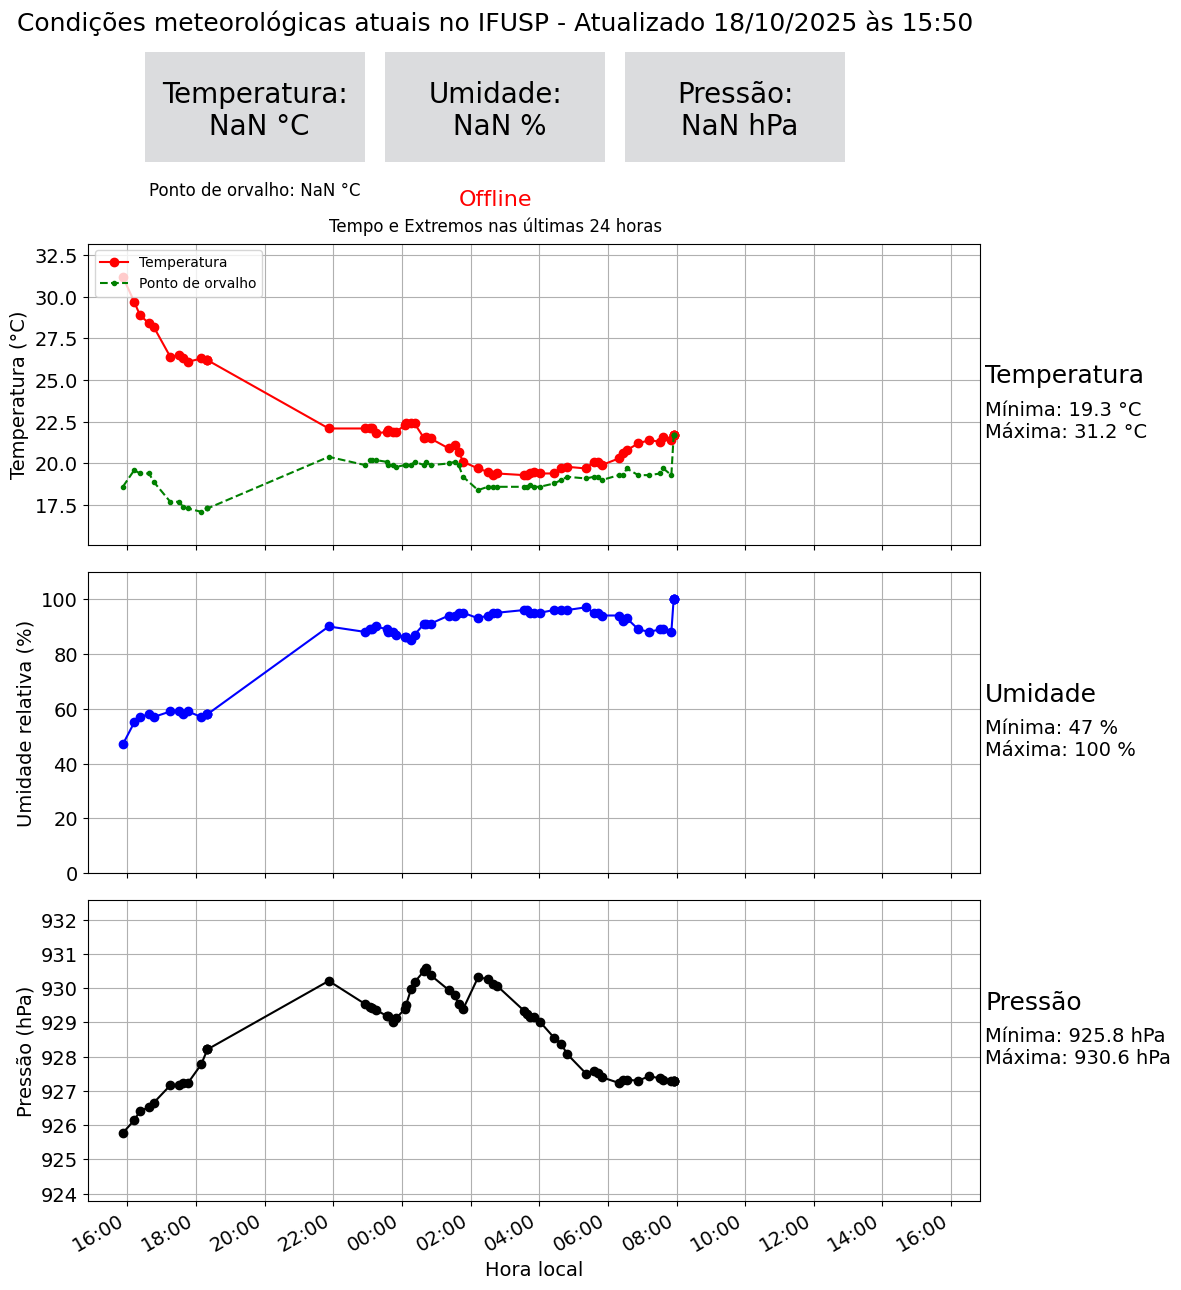 Condições meteorológicas atuais no IFUSP - Atualizado 18/10/2025 às 15:50
Temperatura:
NaN °C
Umidade:
NaN %
Pressão:
NaN hPa
Ponto de orvalho: NaN °C
Offline
Tempo e Extremos nas últimas 24 horas
Temperatura (°C)
32.5
30.0
27.5
25.0
22.5
20.0
17.5
Temperatura
Ponto de orvalho
Temperatura
Mínima: 19.3 °C
Máxima: 31.2 °C
Umidade relativa (%)
100
80
60
40
20
0
Umidade
Mínima: 47 %
Máxima: 100 %
Pressão (hPa)
932
931
930
929
928
927
926
925
924
Pressão
Mínima: 925.8 hPa
Máxima: 930.6 hPa
16:00
18:00
20:00
22:00
00:00
02:00
04:00
06:00
08:00
10:00
12:00
14:00
16:00
Hora local